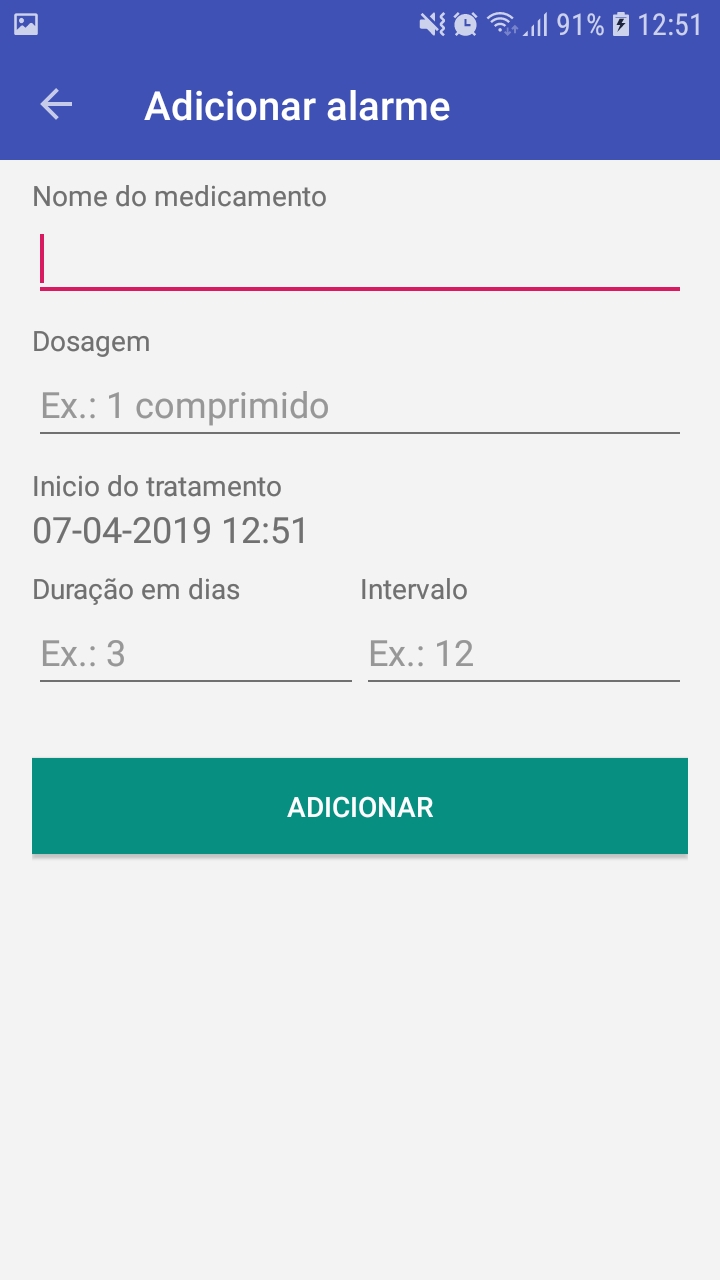 91% 12:51
Adicionar alarme
Nome do medicamento
Dosagem
Ex.: 1 comprimido
Inicio do tratamento
07-04-2019 12:51
Duração em dias Intervalo
Ex.: 3 Ex.: 12
ADICIONAR